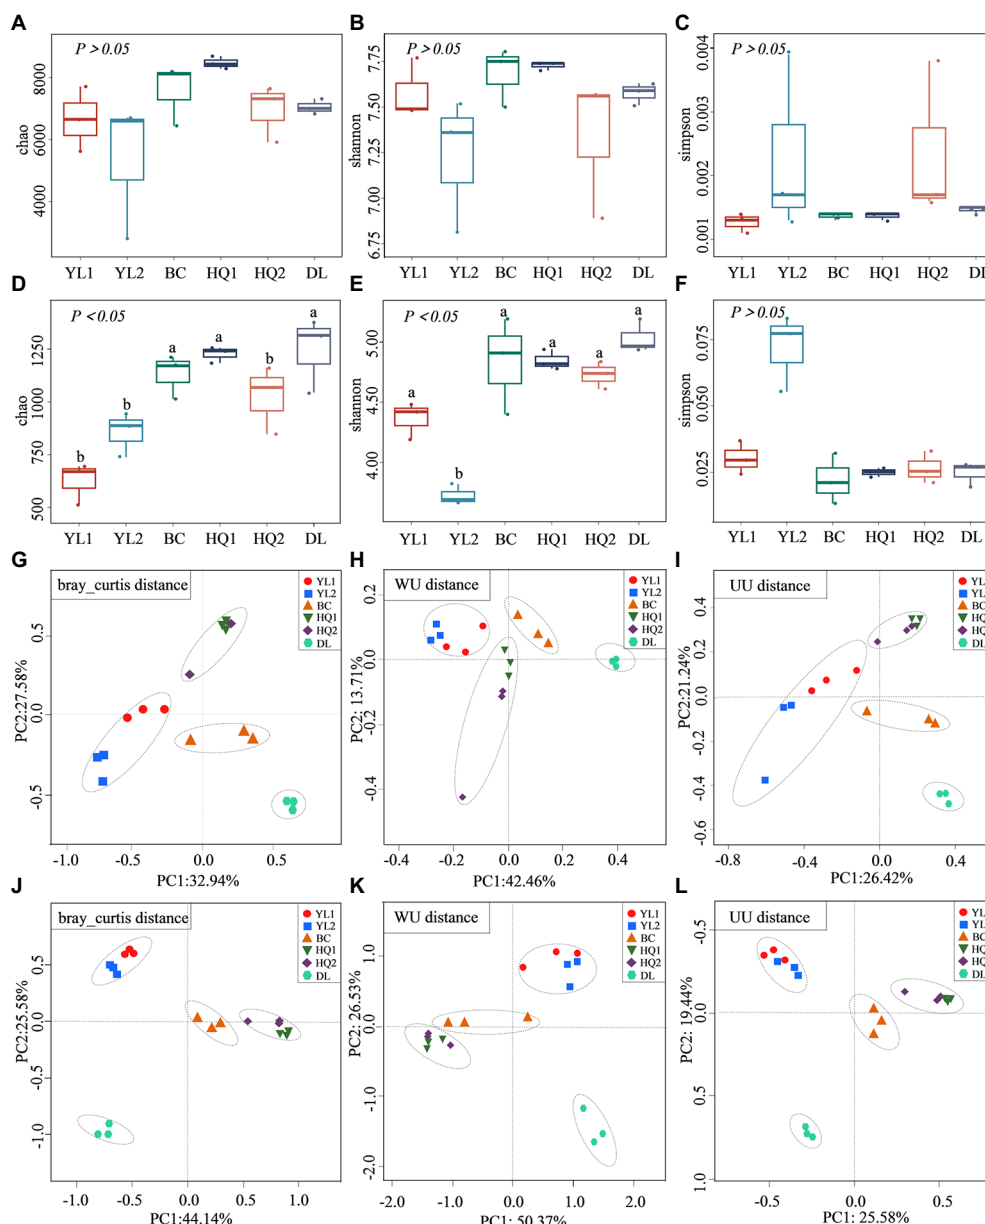 A
P > 0.05
chao
8000
6000
4000
YL1 YL2 BC HQ1 HQ2 DL
B
P > 0.05
shannon
7.75
7.50
7.25
7.00
6.75
YL1 YL2 BC HQ1 HQ2 DL
C
P > 0.05
simpson
0.004
0.003
0.002
0.001
YL1 YL2 BC HQ1 HQ2 DL
D
P < 0.05
chao
1250
1000
750
500
b b a a b a
YL1 YL2 BC HQ1 HQ2 DL
E
P < 0.05
shannon
5.00
4.50
4.00
a b a a a a
YL1 YL2 BC HQ1 HQ2 DL
F
P > 0.05
simpson
0.075
0.050
0.025
YL1 YL2 BC HQ1 HQ2 DL
G
bray_curtis distance
YL1
YL2
BC
HQ1
HQ2
DL
PC2:27.58%
0.5
0.0
-0.5
-1.0 -0.5 0.0 0.5
PC1:32.94%
H
WU distance
YL1
YL2
BC
HQ1
HQ2
DL
PC2: 13.71%
0.2
0.0
-0.2
-0.4
-0.4 -0.2 0.0 0.2 0.4
PC1:42.46%
I
UU distance
YL
YL
BC
HQ
HQ
DL
PC2:21.24%
0.4
0.2
0.0
-0.2
-0.4
-0.6
-0.8 -0.4 0.0 0.4
PC1:26.42%
J
bray_curtis distance
YL1
YL2
BC
HQ1
HQ2
DL
PC2:25.58%
0.5
0.0
-0.5
-1.0
-1.0 -0.5 0.0 0.5 1.0
PC1:44.14%
K
WU distance
YL1
YL2
BC
HQ1
HQ2
DL
PC2: 26.53%
1.0
0.0
-1.0
-2.0
-2.0 -1.0 0.0 1.0 2.0
PC1: 50.37%
L
UU distance
YL
YL
BC
HQ
HQ
DL
PC2: 19.44%
-0.5
0.0
0.5
1.0
-0.5 0.0 0.5
PC1: 25.58%